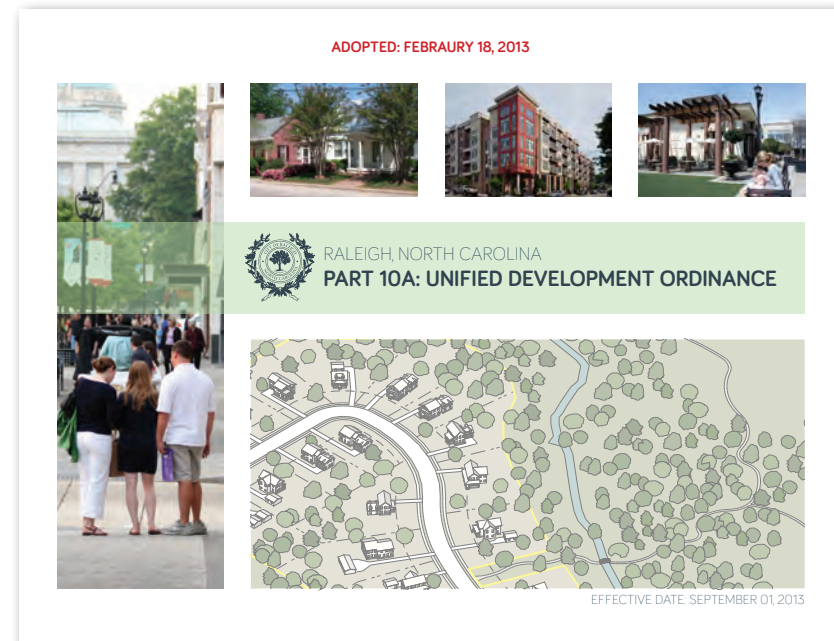 ADOPTED: FEBRAURY 18, 2013
RALEIGH, NORTH CAROLINA
PART 10A: UNIFIED DEVELOPMENT ORDINANCE
EFFECTIVE DATE: SEPTEMBER 01, 2013